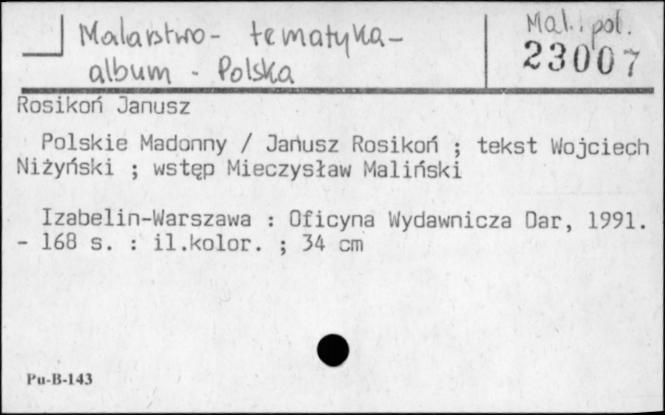 Malarstwo - tematyka -
album - Polska
Mal. pol.
23007
Rosikoń Janusz
Polskie Madonny / Janusz Rosikoń ; tekst Wojciech
Niżyński ; wstęp Mieczysław Maliński
Izabelin-Warszawa : Oficyna Wydawnicza Dar, 1991.
- 168 s. : il.kolor. ; 34 cm
Pu-B-143